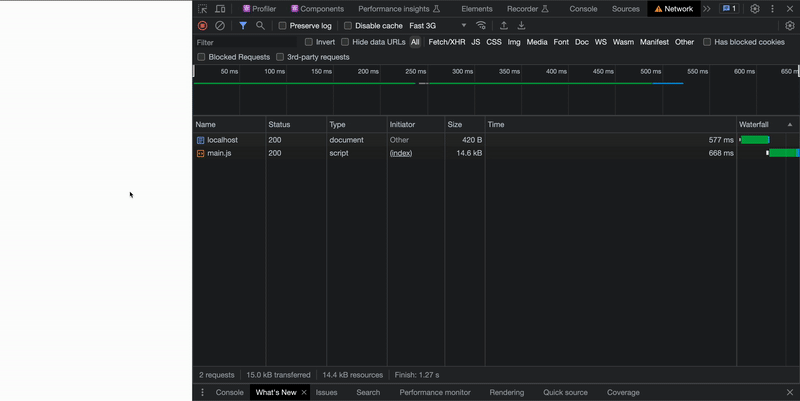 Profiler Components Performance insights Elements Recorder Console Sources Network 1
Preserve log Disable cache Fast 3G
Filter Invert Hide data URLs All Fetch/XHR JS CSS Img Media Font Doc WS Wasm Manifest Other Has blocked cookies
Blocked Requests 3rd-party requests
50 ms 100 ms 150 ms 200 ms 250 ms 300 ms 350 ms 400 ms 450 ms 500 ms 550 ms 600 ms 650 m
Name Status Type Initiator Size Time Waterfall
localhost 200 document Other 420 B 577 ms
main.js 200 script (index) 14.6 kB 668 ms
2 requests 15.0 kB transferred 14.4 kB resources Finish: 1.27 s
Console What's New Issues Search Performance monitor Rendering Quick source Coverage